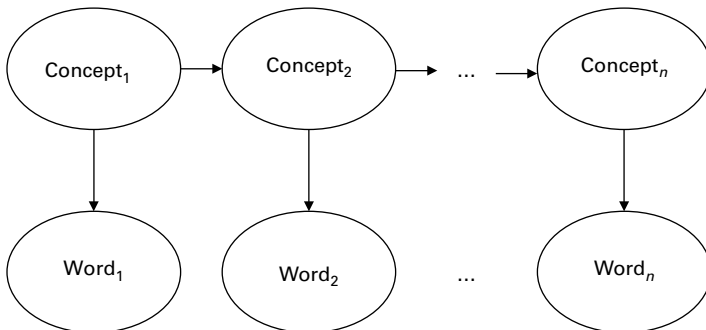 Concept₁ Concept₂ ... Conceptₙ
Word₁ Word₂ ... Wordₙ